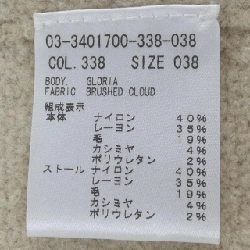 03-3401700-338-038
COL.338 SIZE 038
BODY. GLORIA
FABRIC BRUSHED CLOUD
組成表示
本体 ナイロン 40%
レーヨン 35%
毛 19%
カシミヤ 4%
ポリウレタン 2%
ストール ナイロン 40%
レーヨン 35%
毛 19%
カシミヤ 4%
ポリウレタン 2%